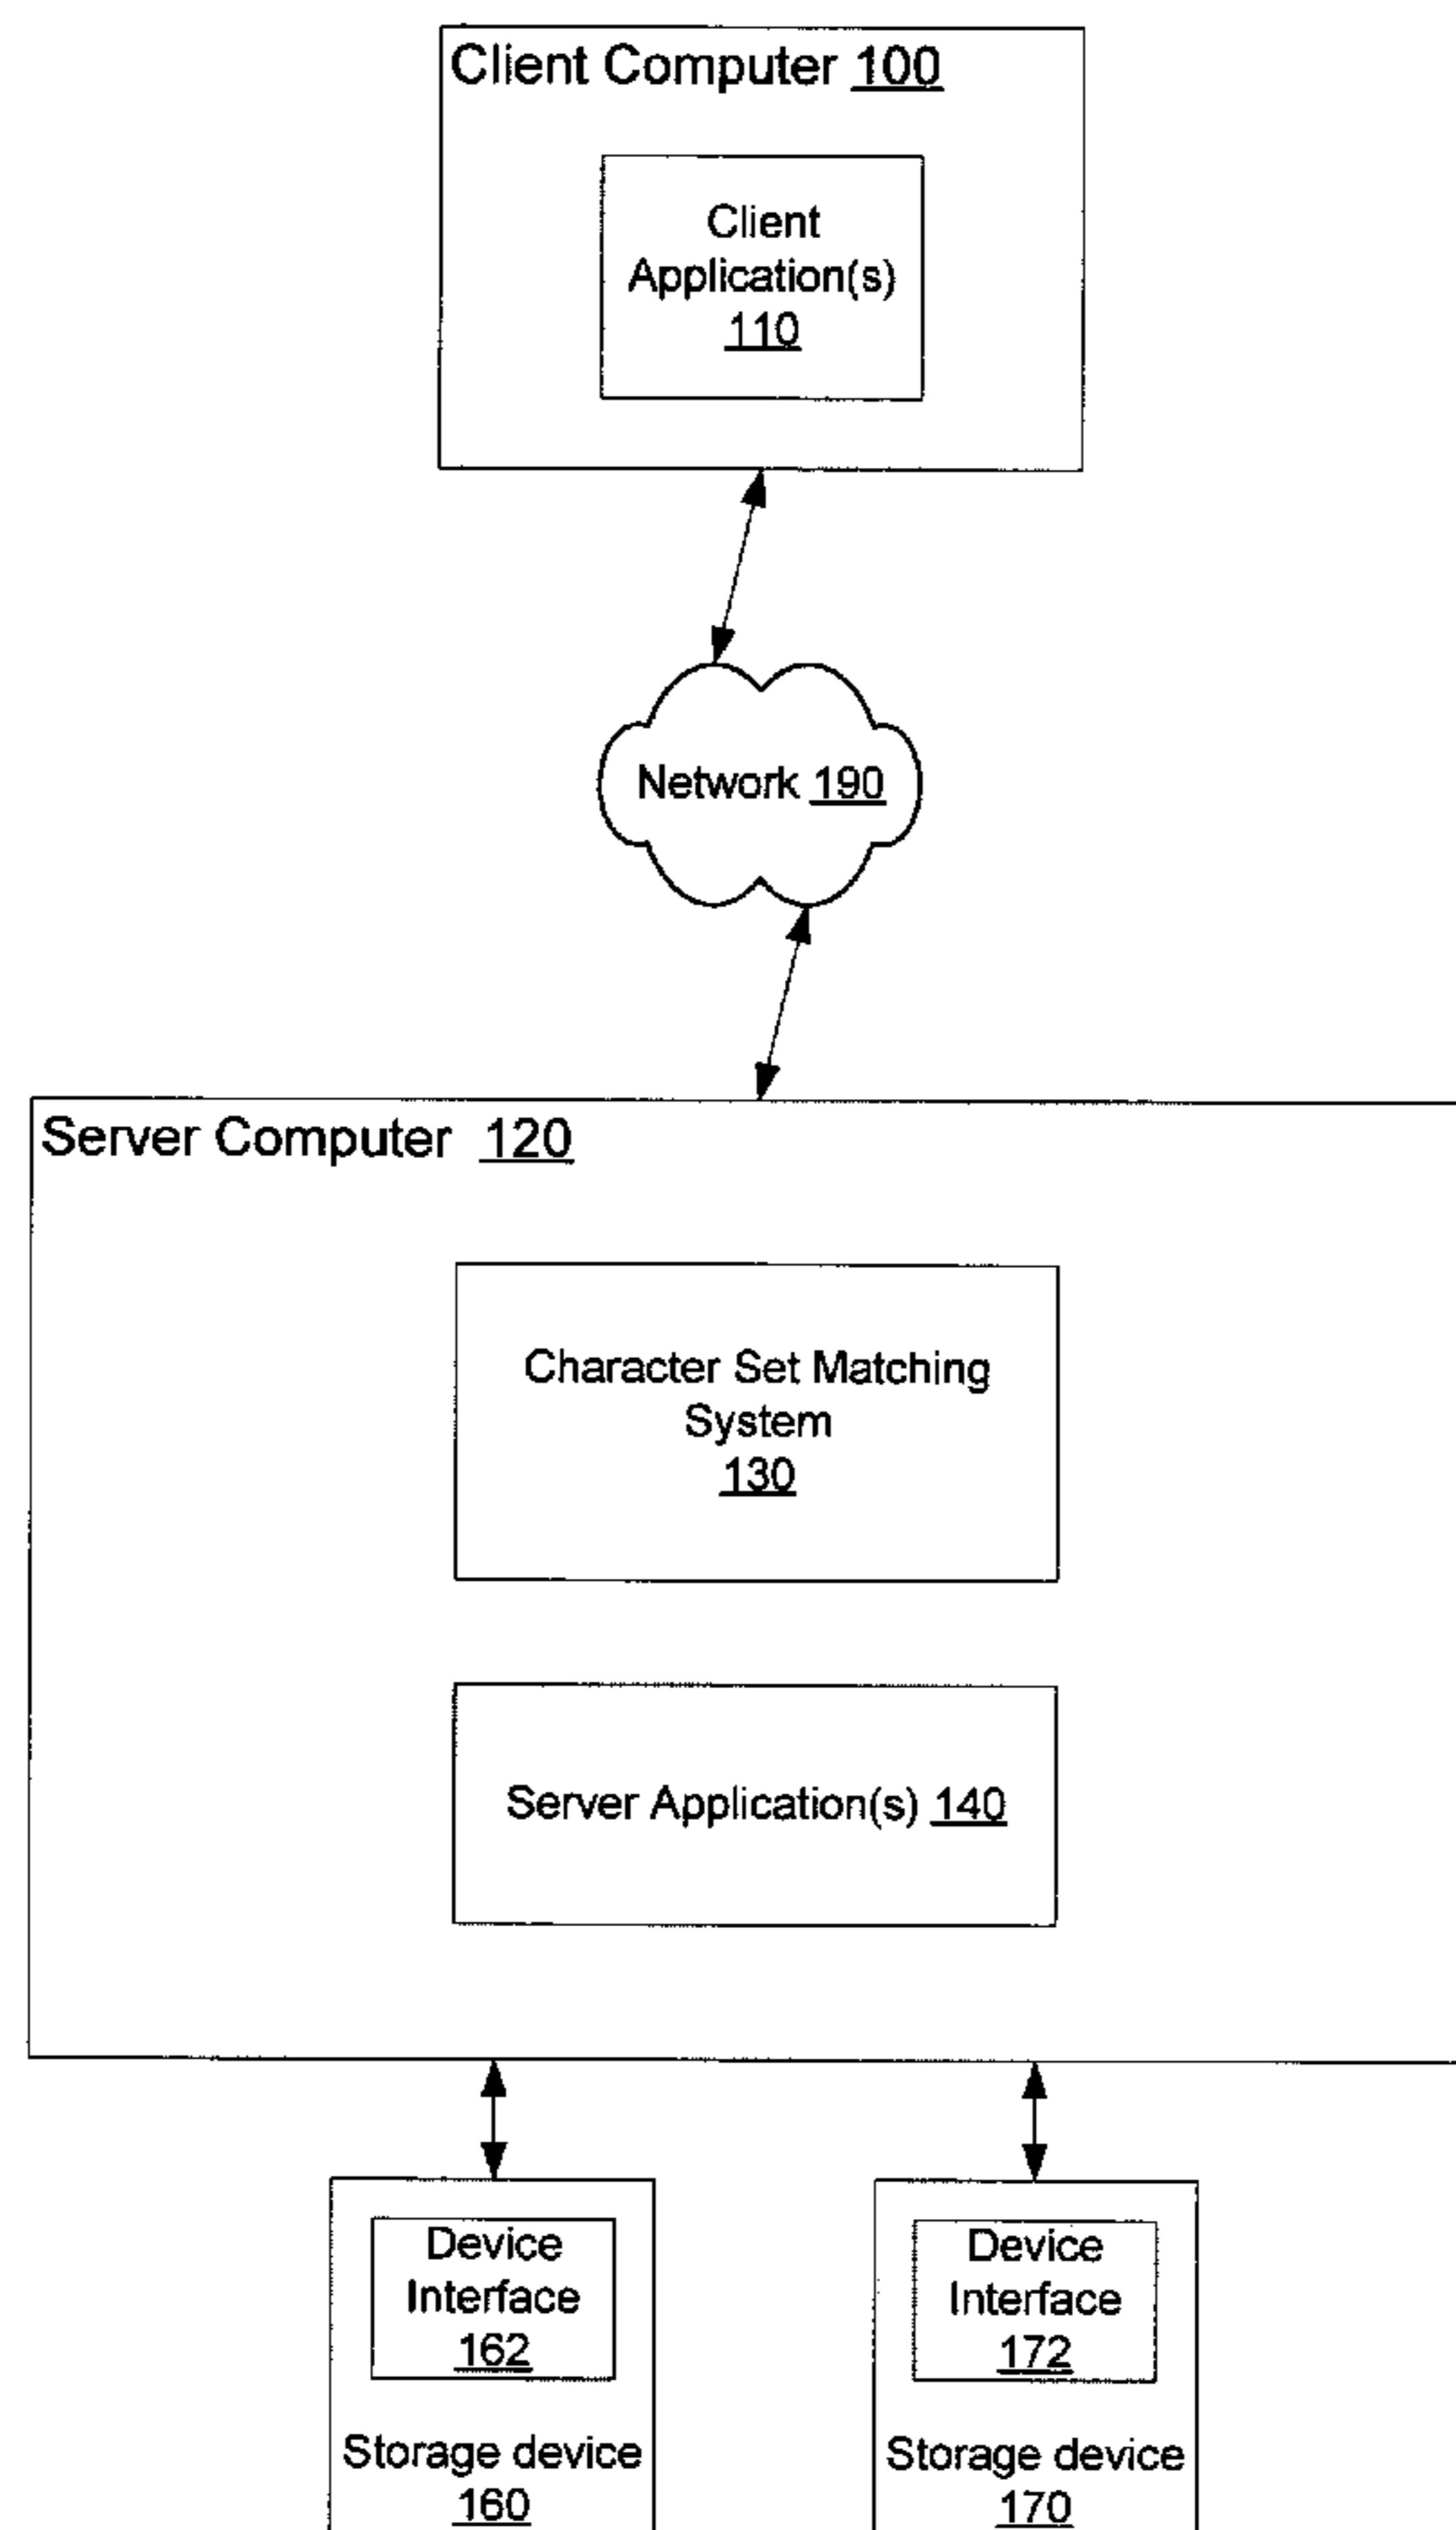 Client Computer 100
Client
Application(s)
110
Network 190
Server Computer 120
Character Set Matching
System
130
Server Application(s) 140
Device
Interface
162
Storage device
160
Device
Interface
172
Storage device
170